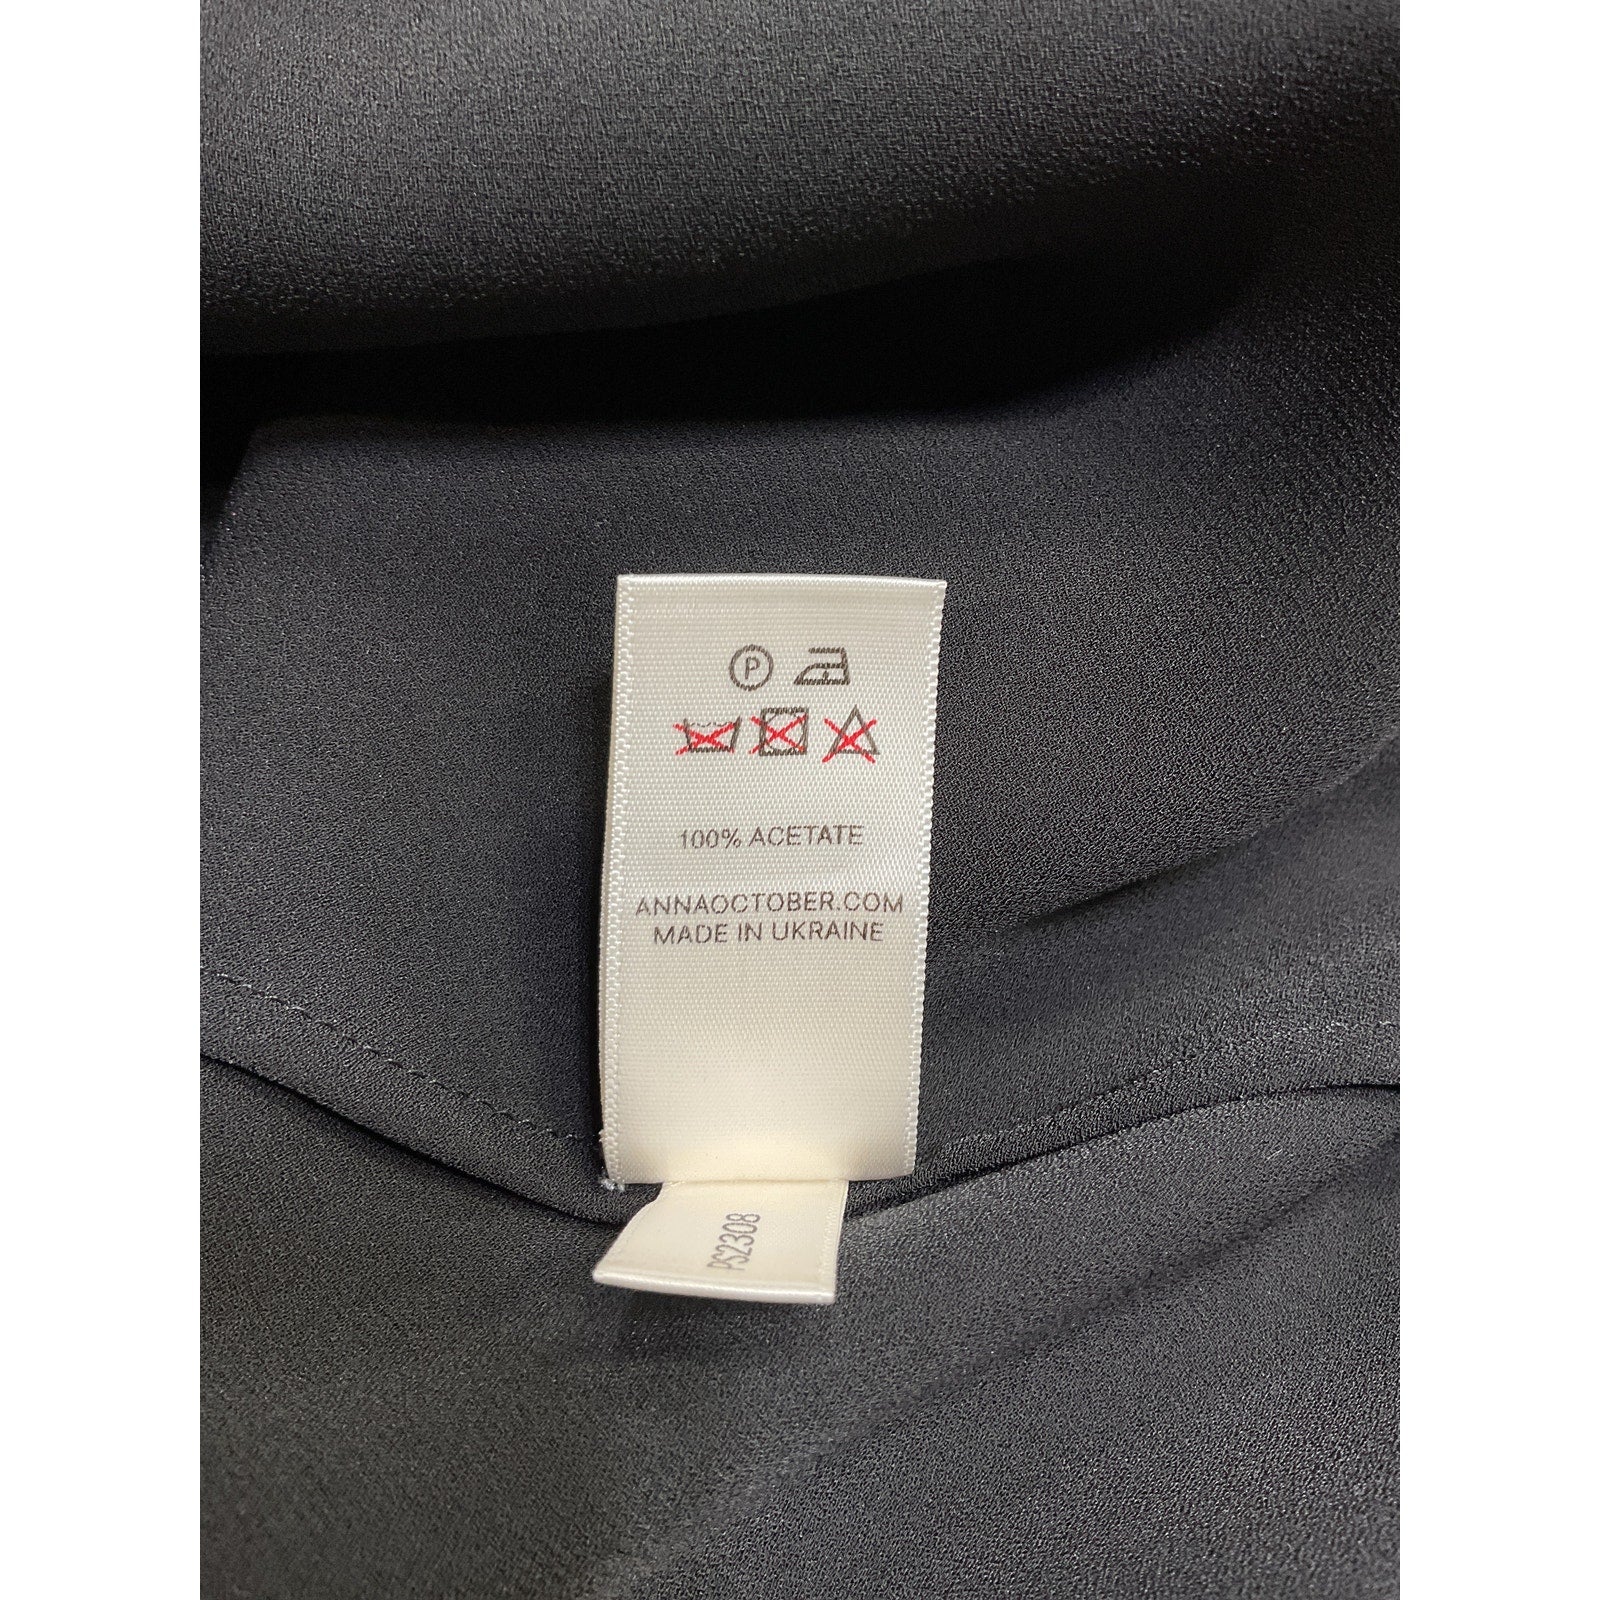 P
100% ACETATE
ANNAOCTOBER.COM
MADE IN UKRAINE
PS2308